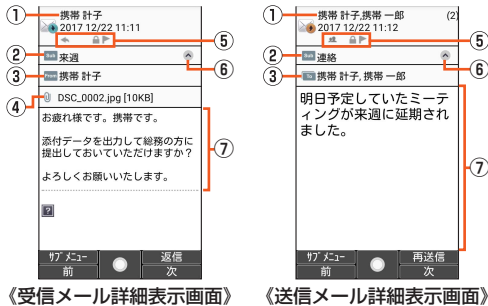 ①
携帯 計子
2017 12/22 11:11
⑤
②
Sub 来週
⑥
③
From 携帯 計子
④
DSC_0002.jpg [10KB]
お疲れ様です。携帯です。
添付データを出力して総務の方に
提出しておいていただけますか?
よろしくお願いいたします。
⑦
?
ｻﾌﾞﾒﾆｭｰ
返信
前
次
《受信メール詳細表示画面》
①
携帯 計子,携帯 一郎 (2)
2017 12/22 11:12
⑤
②
Sub 連絡
⑥
③
To 携帯 計子, 携帯 一郎
明日予定していたミーテ
ィングが来週に延期され
ました。
⑦
ｻﾌﾞﾒﾆｭｰ
再送信
前
次
《送信メール詳細表示画面》